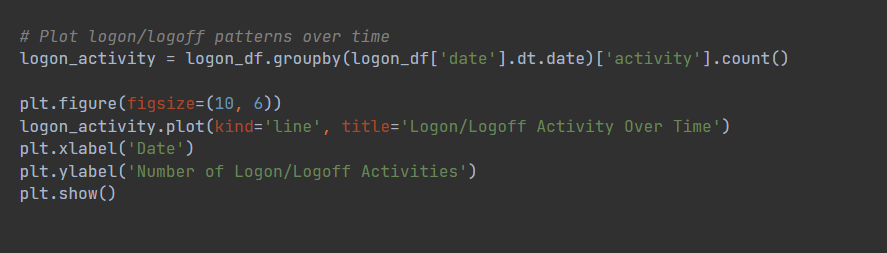 # Plot logon/logoff patterns over time
logon_activity = logon_df.groupby(logon_df['date'].dt.date)['activity'].count()
plt.figure(figsize=(10, 6))
logon_activity.plot(kind='line', title='Logon/Logoff Activity Over Time')
plt.xlabel('Date')
plt.ylabel('Number of Logon/Logoff Activities')
plt.show()